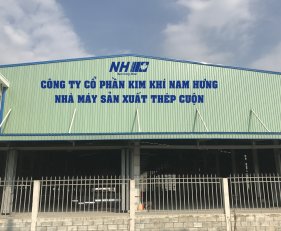 NH
CÔNG TY CỔ PHẦN KIM KHÍ NAM HƯNG
NHÀ MÁY SẢN XUẤT THÉP CUỘN